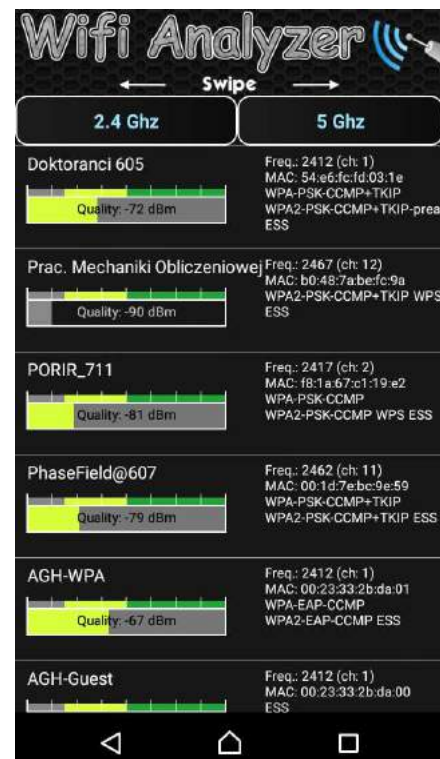 Wifi Analyzer
Swipe
2.4 Ghz
5 Ghz
Doktoranci 605
Quality: -72 dBm
Freq.: 2412 (ch: 1)
MAC: 54:e6:fc:fd:03:1e
WPA-PSK-CCMP+TKIP
WPA2-PSK-CCMP+TKIP-prea
ESS
Prac. Mechaniki Obliczeniowej
Quality: -90 dBm
Freq.: 2467 (ch: 12)
MAC: b0:48:7a:be:fc:9a
WPA2-PSK-CCMP+TKIP WPS
ESS
PORIR_711
Quality: -81 dBm
Freq.: 2417 (ch: 2)
MAC: f8:1a:67:c1:19:e2
WPA-PSK-CCMP
WPA2-PSK-CCMP WPS ESS
PhaseField@607
Quality: -79 dBm
Freq.: 2462 (ch: 11)
MAC: 00:1d:7e:bc:9e:59
WPA-PSK-CCMP+TKIP
WPA2-PSK-CCMP+TKIP ESS
AGH-WPA
Quality: -67 dBm
Freq.: 2412 (ch: 1)
MAC: 00:23:33:2b:da:01
WPA-EAP-CCMP
WPA2-EAP-CCMP ESS
AGH-Guest
Freq.: 2412 (ch: 1)
MAC: 00:23:33:2b:da:00
ESS